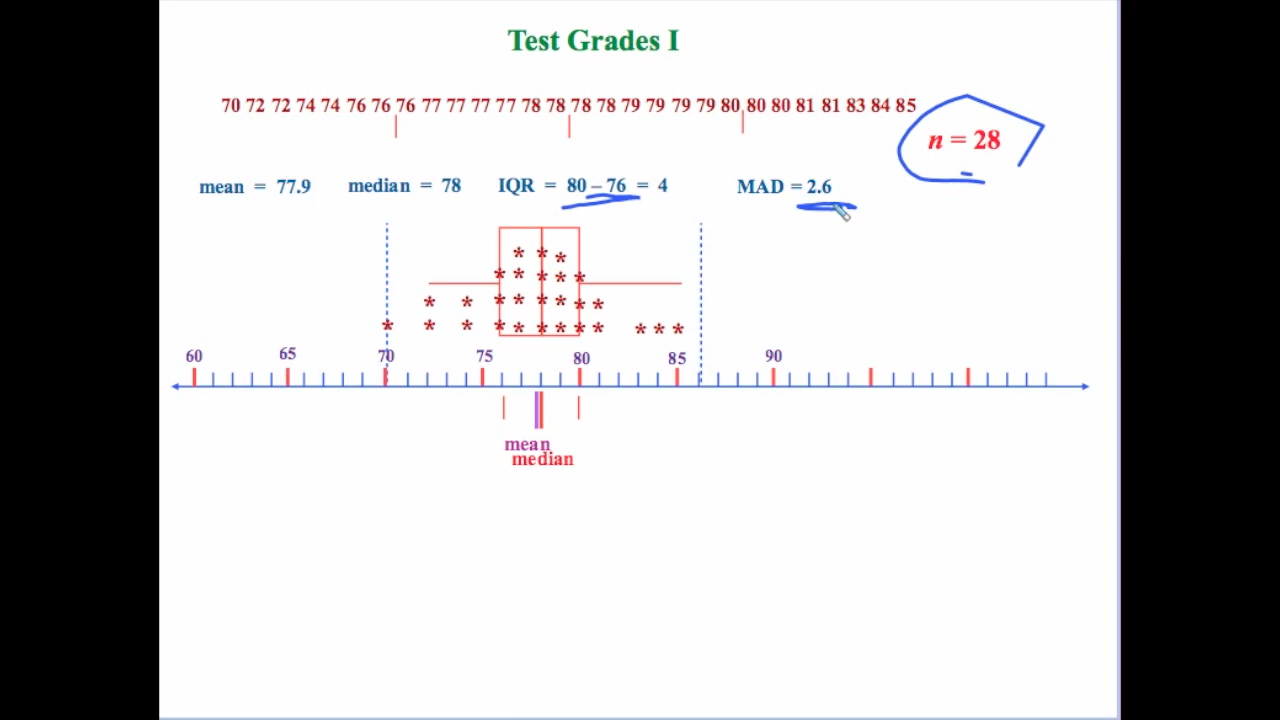 Test Grades I
70 72 72 74 74 76 76 76 77 77 77 77 78 78 78 78 79 79 79 79 80 80 80 81 81 83 84 85
n = 28
mean = 77.9 median = 78 IQR = 80 – 76 = 4 MAD = 2.6
60 65 70 75 80 85 90
mean
median